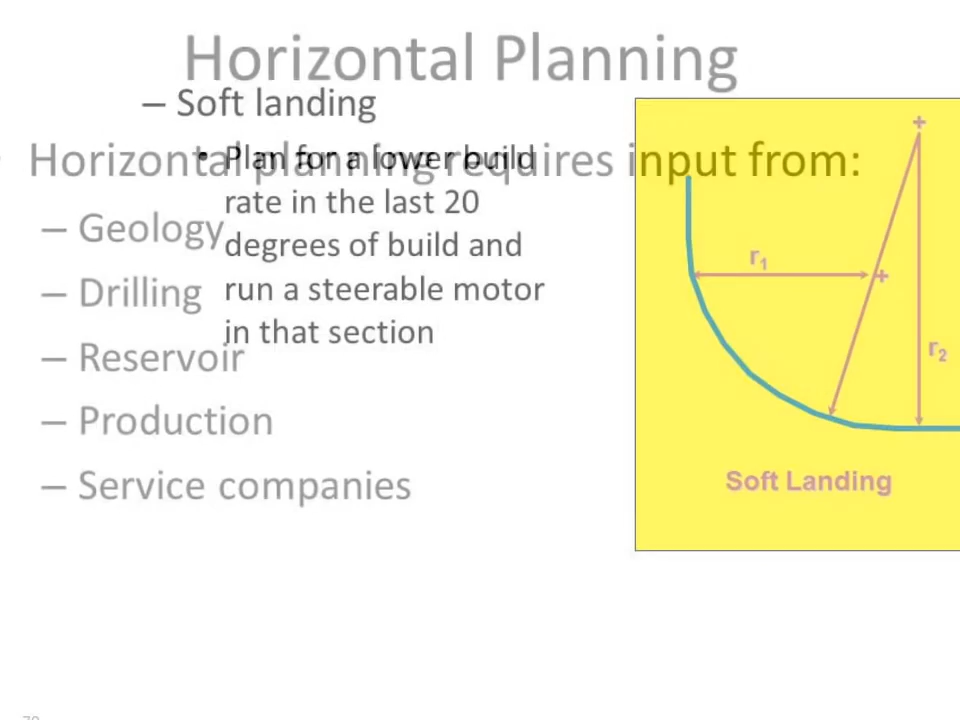 Horizontal Planning
– Soft landing
• Plan for a lower build
rate in the last 20
degrees of build and
run a steerable motor
in that section
• Horizontal planning requires input from:
– Geology
– Drilling
– Reservoir
– Production
– Service companies
+
r₁
+
r₂
Soft Landing